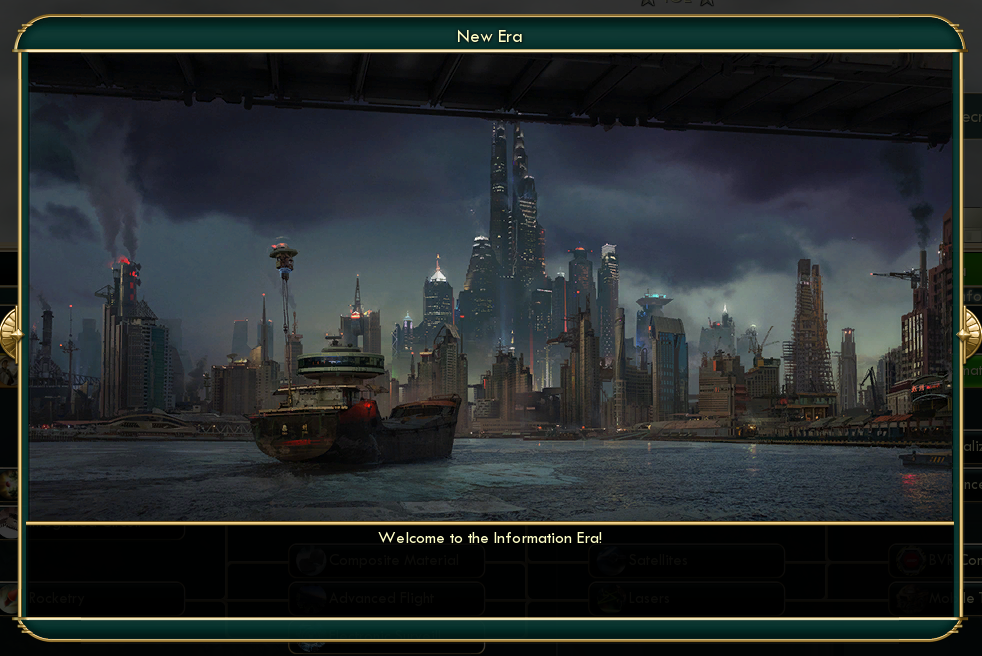 New Era
Welcome to the Information Era!
Composite Material
Satellites
Rocketry
Advanced Flight
Lasers